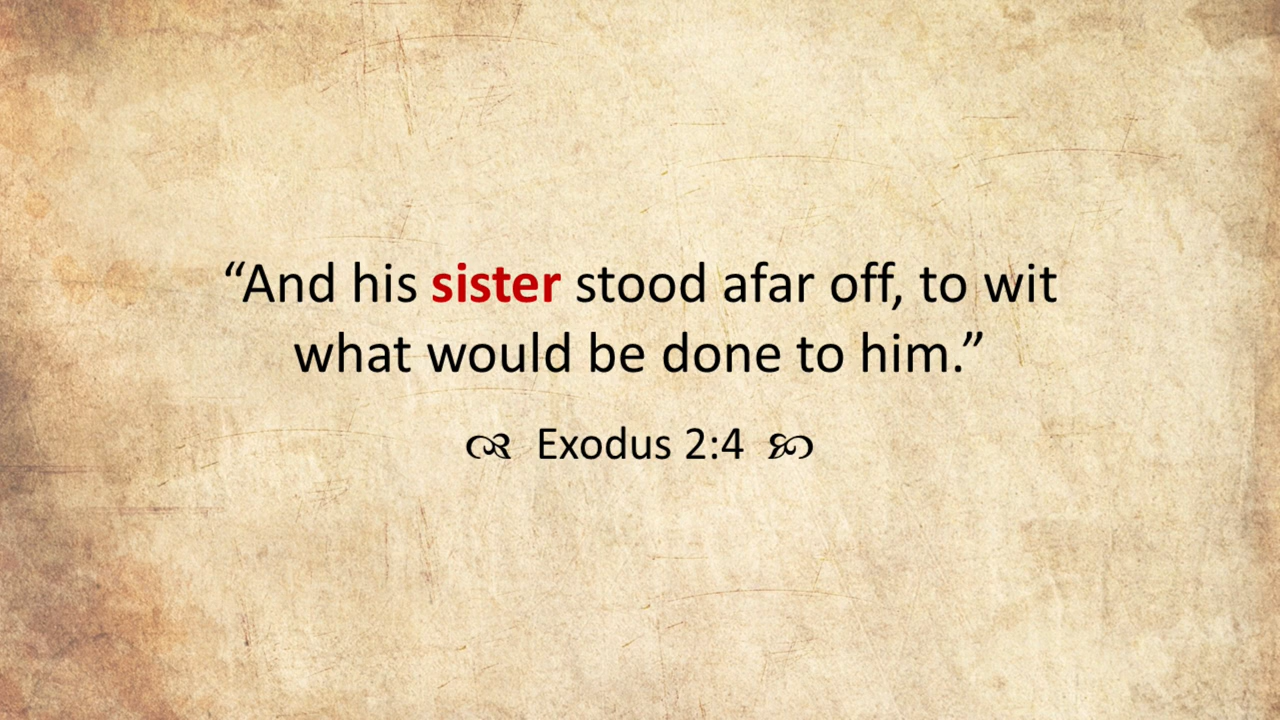 “And his sister stood afar off, to wit
what would be done to him.”
Exodus 2:4